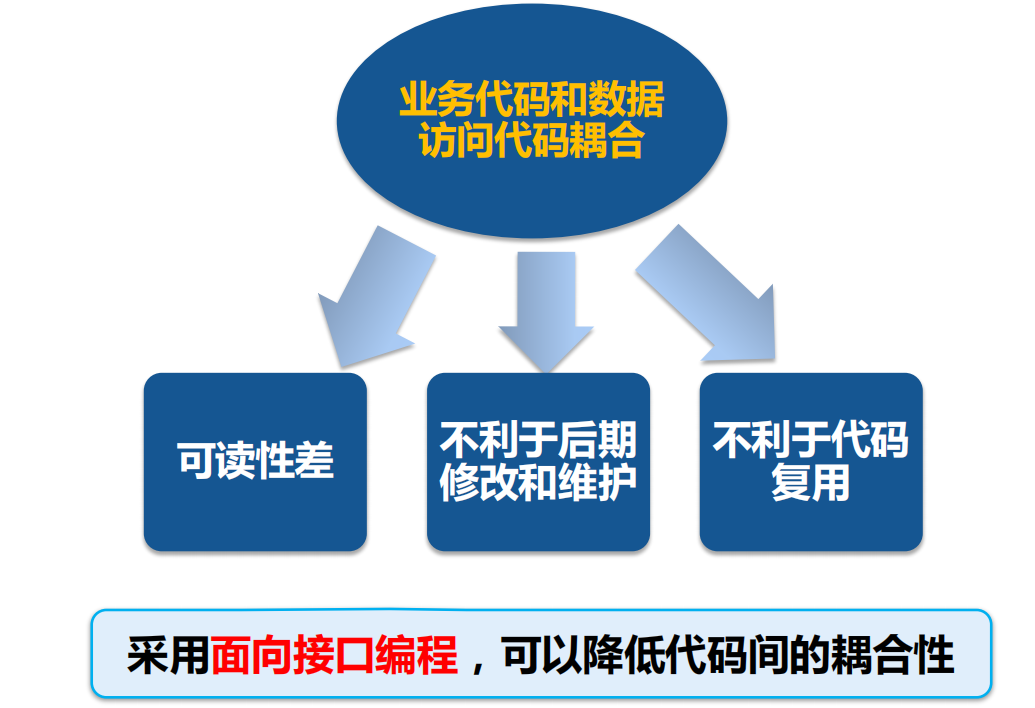 业务代码和数据
访问代码耦合
可读性差
不利于后期
修改和维护
不利于代码
复用
采用面向接口编程，可以降低代码间的耦合性